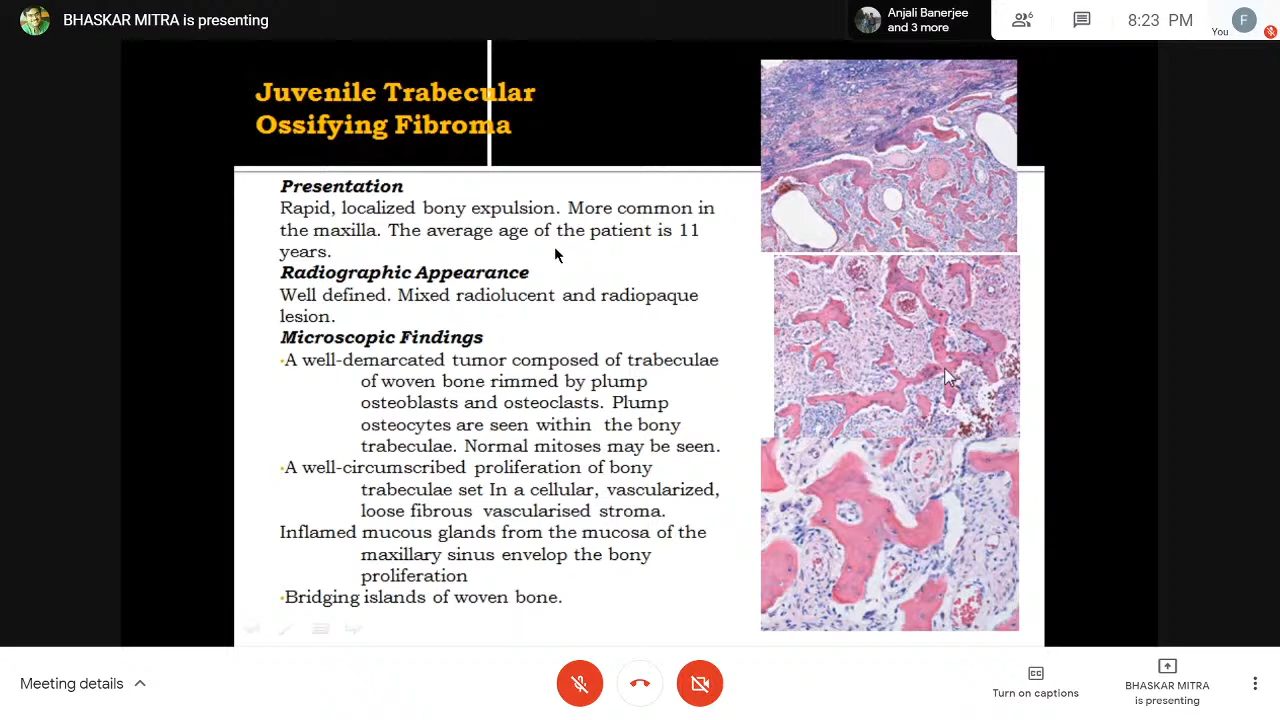 BHASKAR MITRA is presenting
Anjali Banerjee
and 3 more
6
8:23 PM
You
F
Juvenile Trabecular
Ossifying Fibroma
Presentation
Rapid, localized bony expulsion. More common in
the maxilla. The average age of the patient is 11
years.
Radiographic Appearance
Well defined. Mixed radiolucent and radiopaque
lesion.
Microscopic Findings
•A well-demarcated tumor composed of trabeculae
of woven bone rimmed by plump
osteoblasts and osteoclasts. Plump
osteocytes are seen within the bony
trabeculae. Normal mitoses may be seen.
•A well-circumscribed proliferation of bony
trabeculae set In a cellular, vascularized,
loose fibrous vascularised stroma.
Inflamed mucous glands from the mucosa of the
maxillary sinus envelop the bony
proliferation
•Bridging islands of woven bone.
Meeting details
CC
Turn on captions
BHASKAR MITRA
is presenting